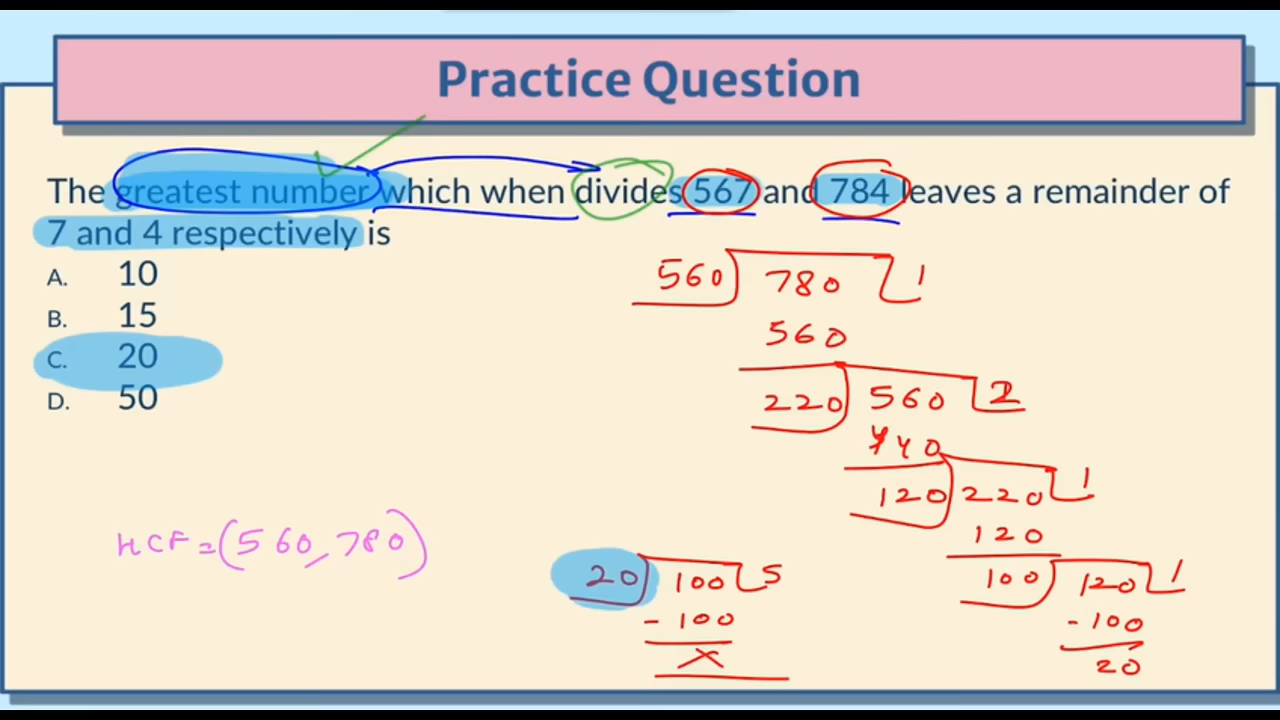 Practice Question
The greatest number which when divides 567 and 784 leaves a remainder of
7 and 4 respectively is
A. 10
B. 15
C. 20
D. 50
560 780 1
560
220 560 2
440
120 220 1
120
100 120 1
- 100
20
HCF = (560, 780)
20 100 5
- 100
X